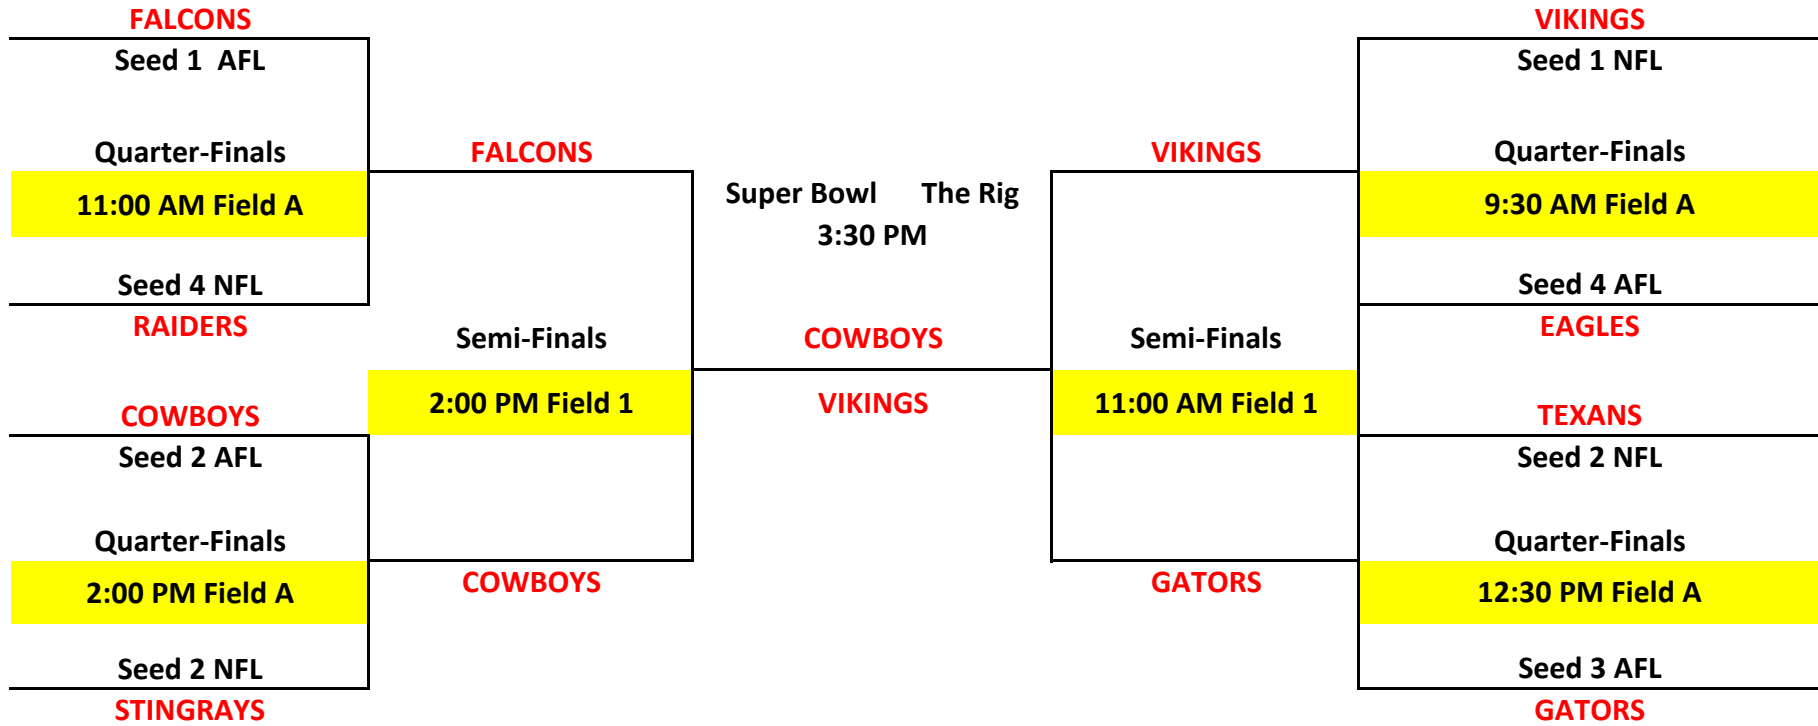 FALCONS
Seed 1 AFL
Quarter-Finals
11:00 AM Field A
Seed 4 NFL
RAIDERS
COWBOYS
Seed 2 AFL
Quarter-Finals
2:00 PM Field A
Seed 2 NFL
STINGRAYS
FALCONS
Semi-Finals
2:00 PM Field 1
COWBOYS
Super Bowl The Rig
3:30 PM
COWBOYS
VIKINGS
VIKINGS
Semi-Finals
11:00 AM Field 1
GATORS
VIKINGS
Seed 1 NFL
Quarter-Finals
9:30 AM Field A
Seed 4 AFL
EAGLES
TEXANS
Seed 2 NFL
Quarter-Finals
12:30 PM Field A
Seed 3 AFL
GATORS